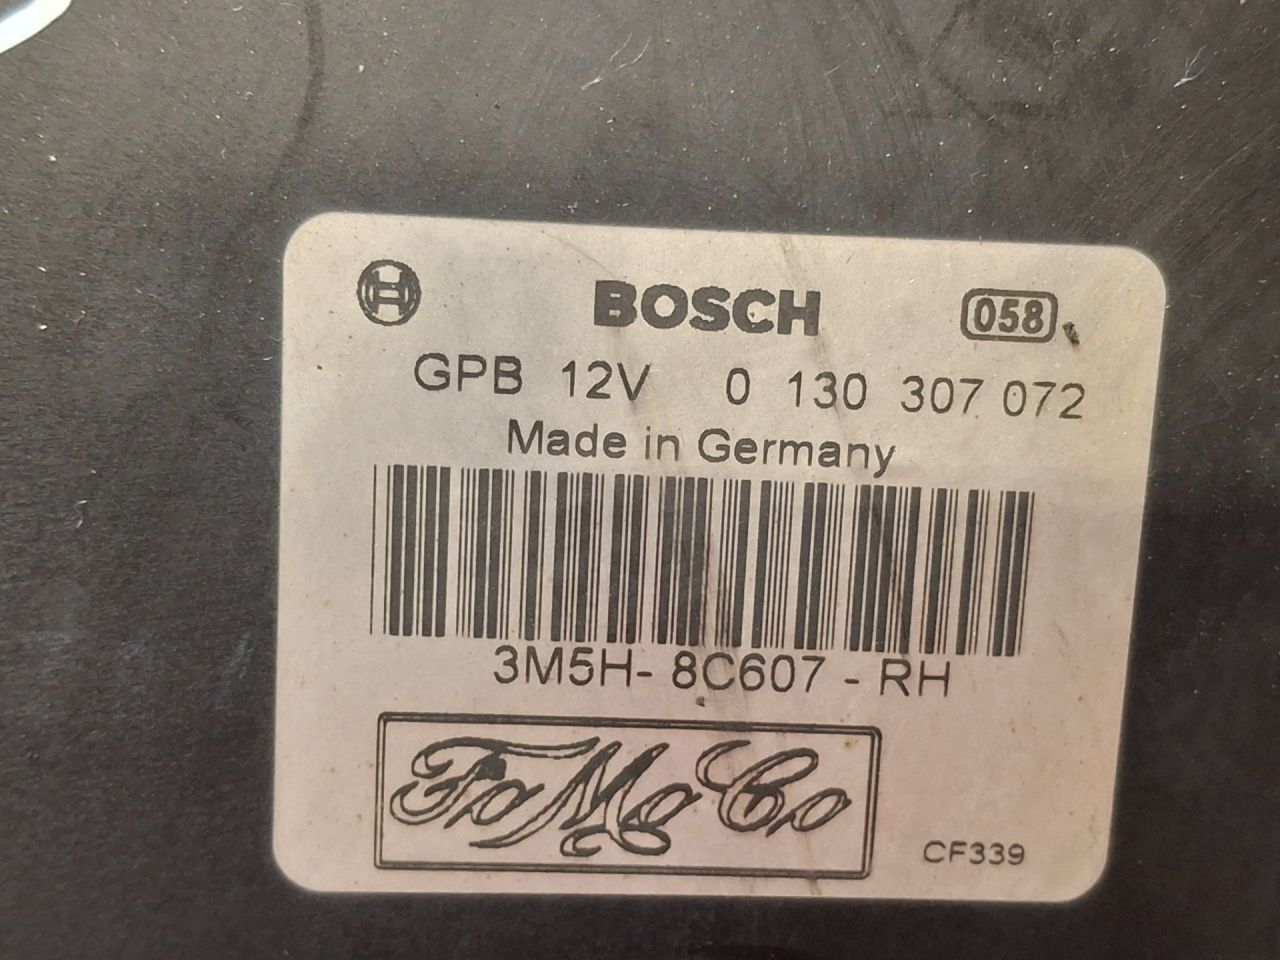 BOSCH 058
GPB 12V 0 130 307 072
Made in Germany
3M5H- 8C607 - RH
FoMoCo
CF339